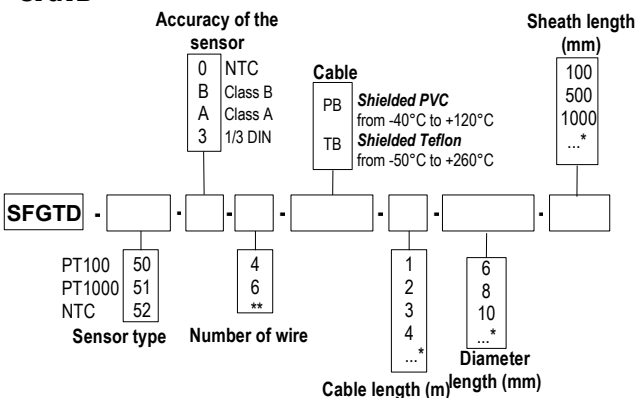 Accuracy of the
sensor
0 NTC
B Class B
A Class A
3 1/3 DIN
Cable
PB Shielded PVC
from -40°C to +120°C
TB Shielded Teflon
from -50°C to +260°C
Sheath length
(mm)
100
500
1000
...*
SFGTD - - - - - - -
PT100 50
PT1000 51
NTC 52
Sensor type
4
6
**
Number of wire
1
2
3
4
...*
Cable length (m)
6
8
10
...*
Diameter
length (mm)